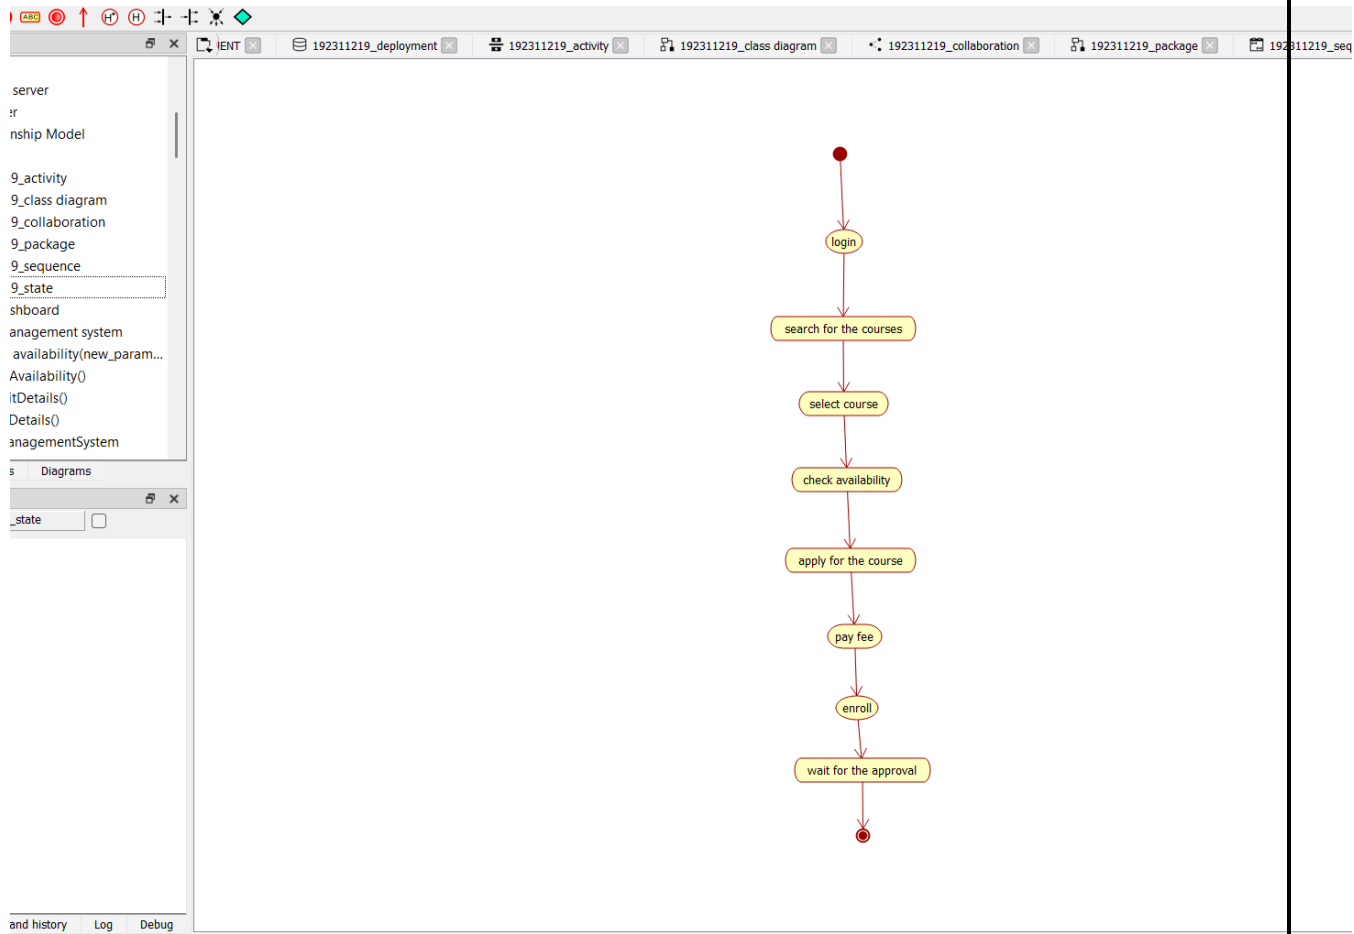 ABC
H* H
IENT 192311219_deployment 192311219_activity 192311219_class diagram 192311219_collaboration 192311219_package 192311219_seq
server
er
nship Model
9_activity
9_class diagram
9_collaboration
9_package
9_sequence
9_state
shboard
anagement system
availability(new_param...
Availability()
itDetails()
Details()
anagementSystem
s Diagrams
_state
and history Log Debug
login
search for the courses
select course
check availability
apply for the course
pay fee
enroll
wait for the approval